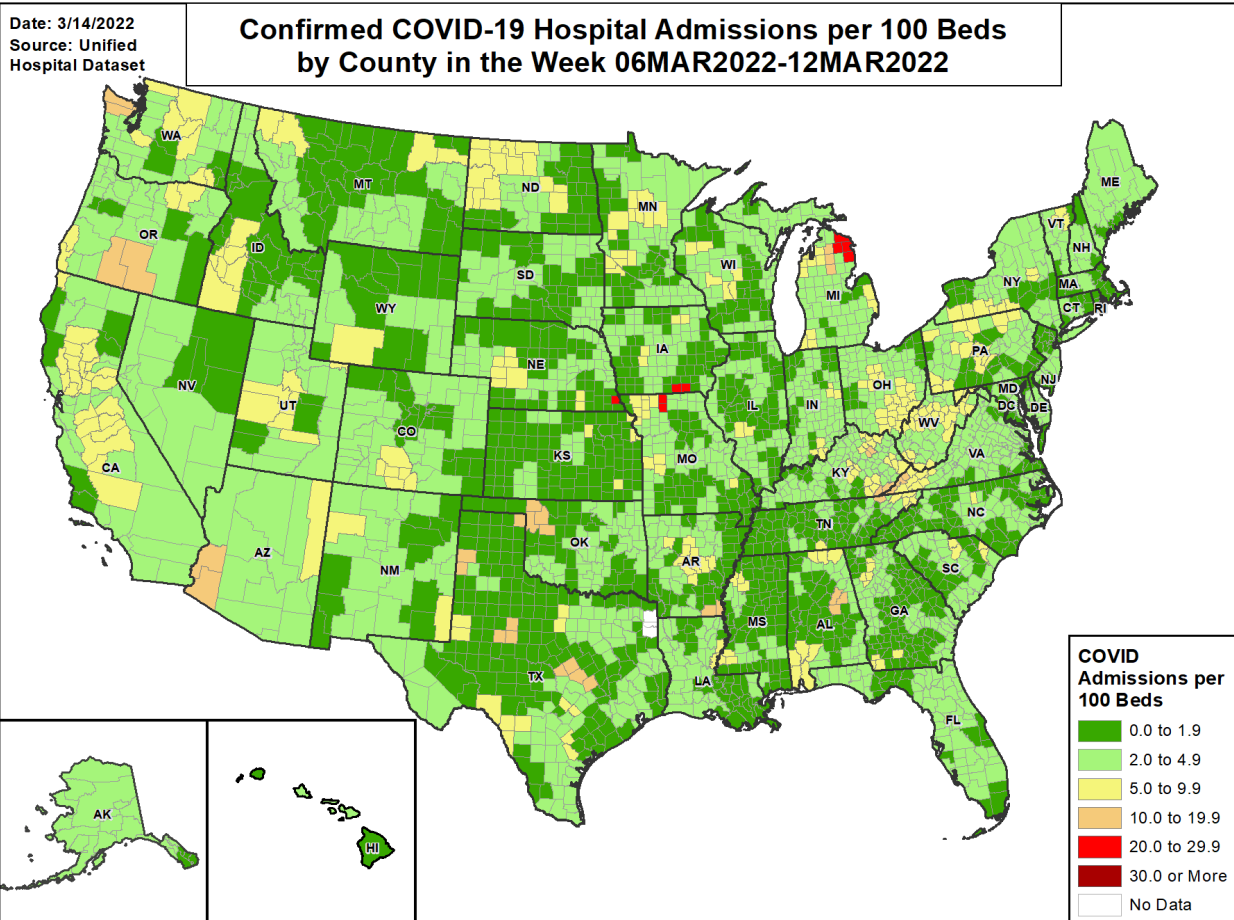 Date: 3/14/2022
Source: Unified
Hospital Dataset
Confirmed COVID-19 Hospital Admissions per 100 Beds
by County in the Week 06MAR2022-12MAR2022
WA
MT
ND
MN
ME
OR
ID
SD
WI
MI
VT
NH
NY
MA
CT
RI
WY
IA
NE
PA
NJ
NV
UT
CO
IL
IN
OH
MD
DC
DE
WV
CA
KS
MO
KY
VA
AZ
NM
OK
AR
TN
NC
SC
TX
LA
MS
AL
GA
FL
AK
HI
COVID
Admissions per
100 Beds
0.0 to 1.9
2.0 to 4.9
5.0 to 9.9
10.0 to 19.9
20.0 to 29.9
30.0 or More
No Data